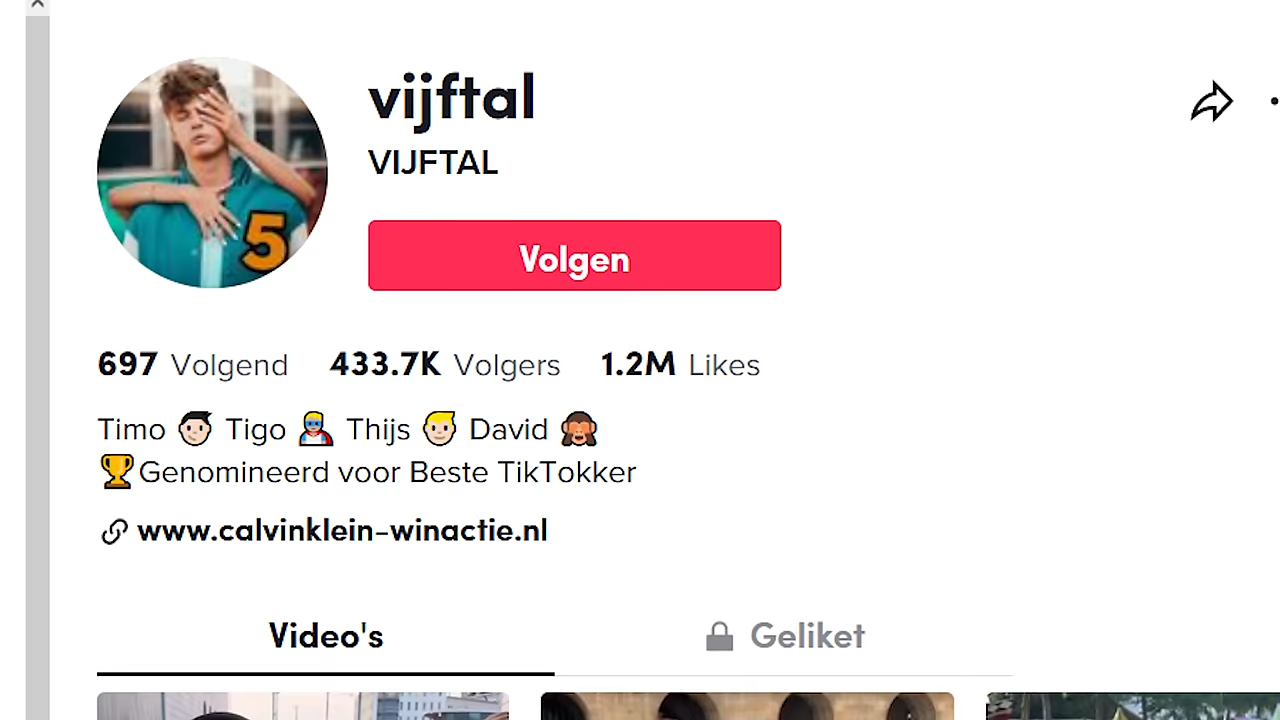 vijftal
VIJFTAL
5
Volgen
697 Volgend 433.7K Volgers 1.2M Likes
Timo 👦🏻 Tigo 🦸🏼 Thijs 👦🏼 David 🙈
🏆Genomineerd voor Beste TikTokker
www.calvinklein-winactie.nl
Video's Geliket